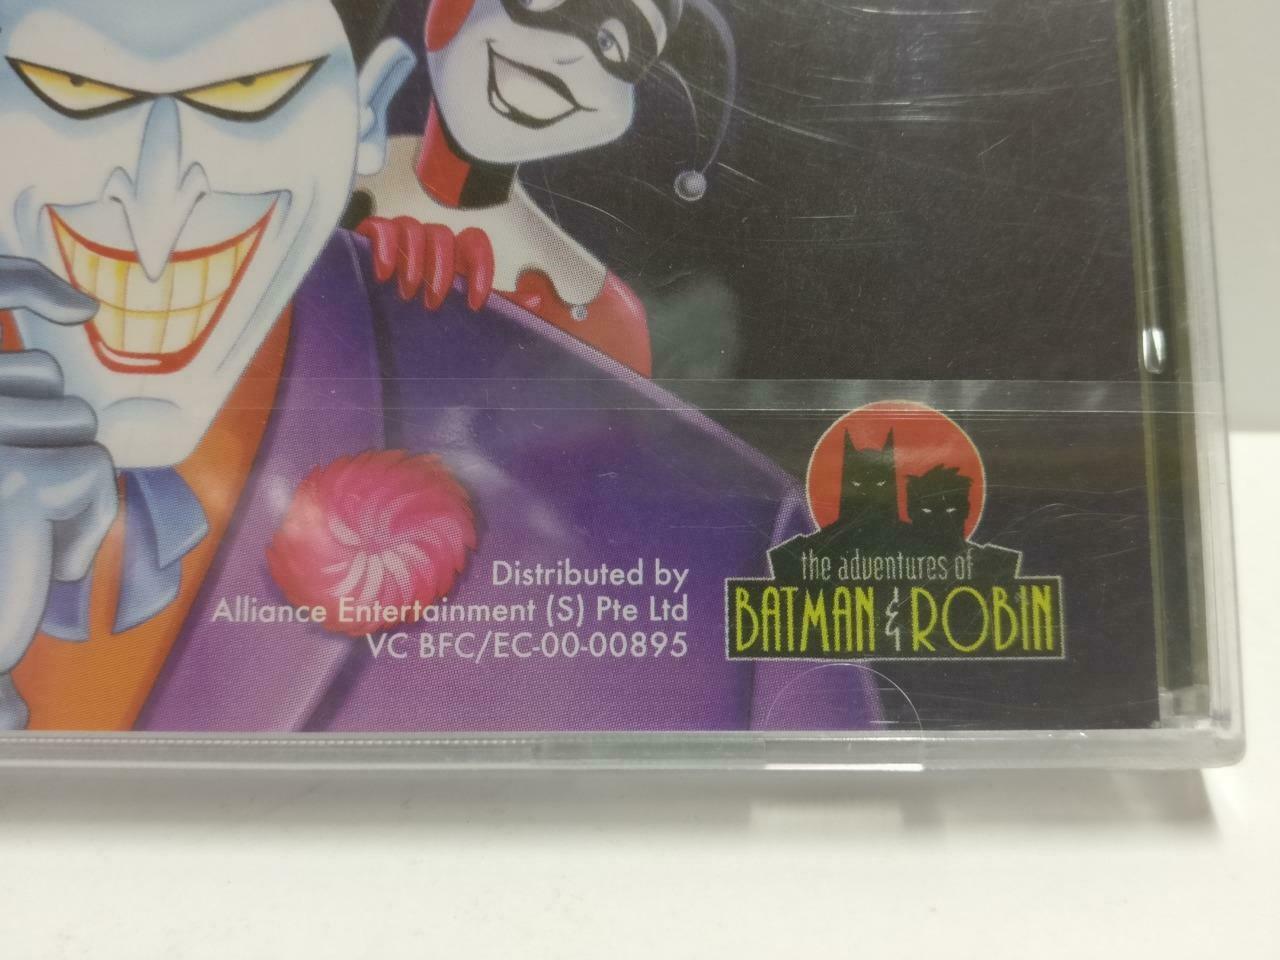 Distributed by
Alliance Entertainment (S) Pte Ltd
VC BFC/EC-00-00895
the adventures of
BATMAN & ROBIN